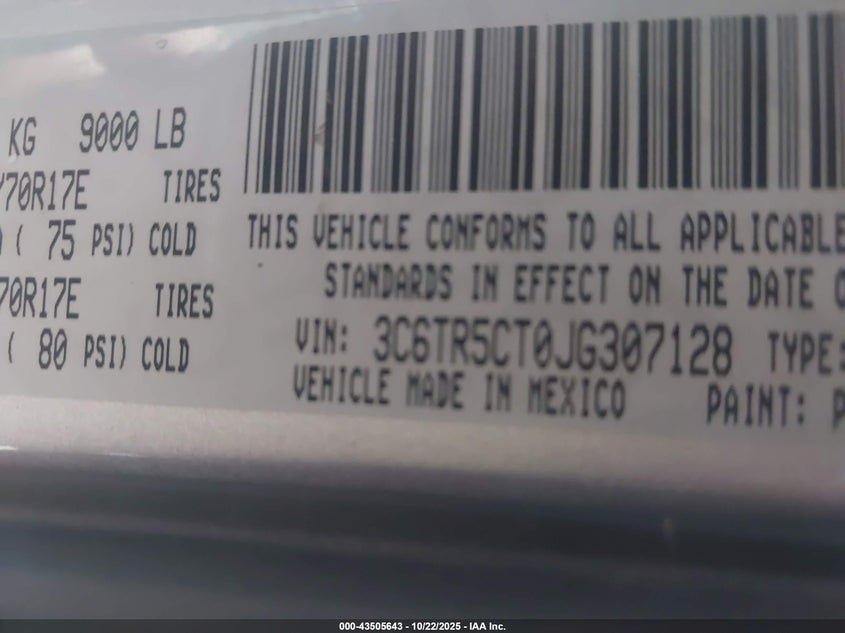 KG 9000 LB
70R17E TIRES
( 75 PSI) COLD
70R17E TIRES
( 80 PSI) COLD
THIS VEHICLE CONFORMS TO ALL APPLICABLE
STANDARDS IN EFFECT ON THE DATE O
VIN: 3C6TR5CT0JG307128 TYPE:
VEHICLE MADE IN MEXICO PAINT: P
000-43505643 - 10/22/2025 - IAA Inc.